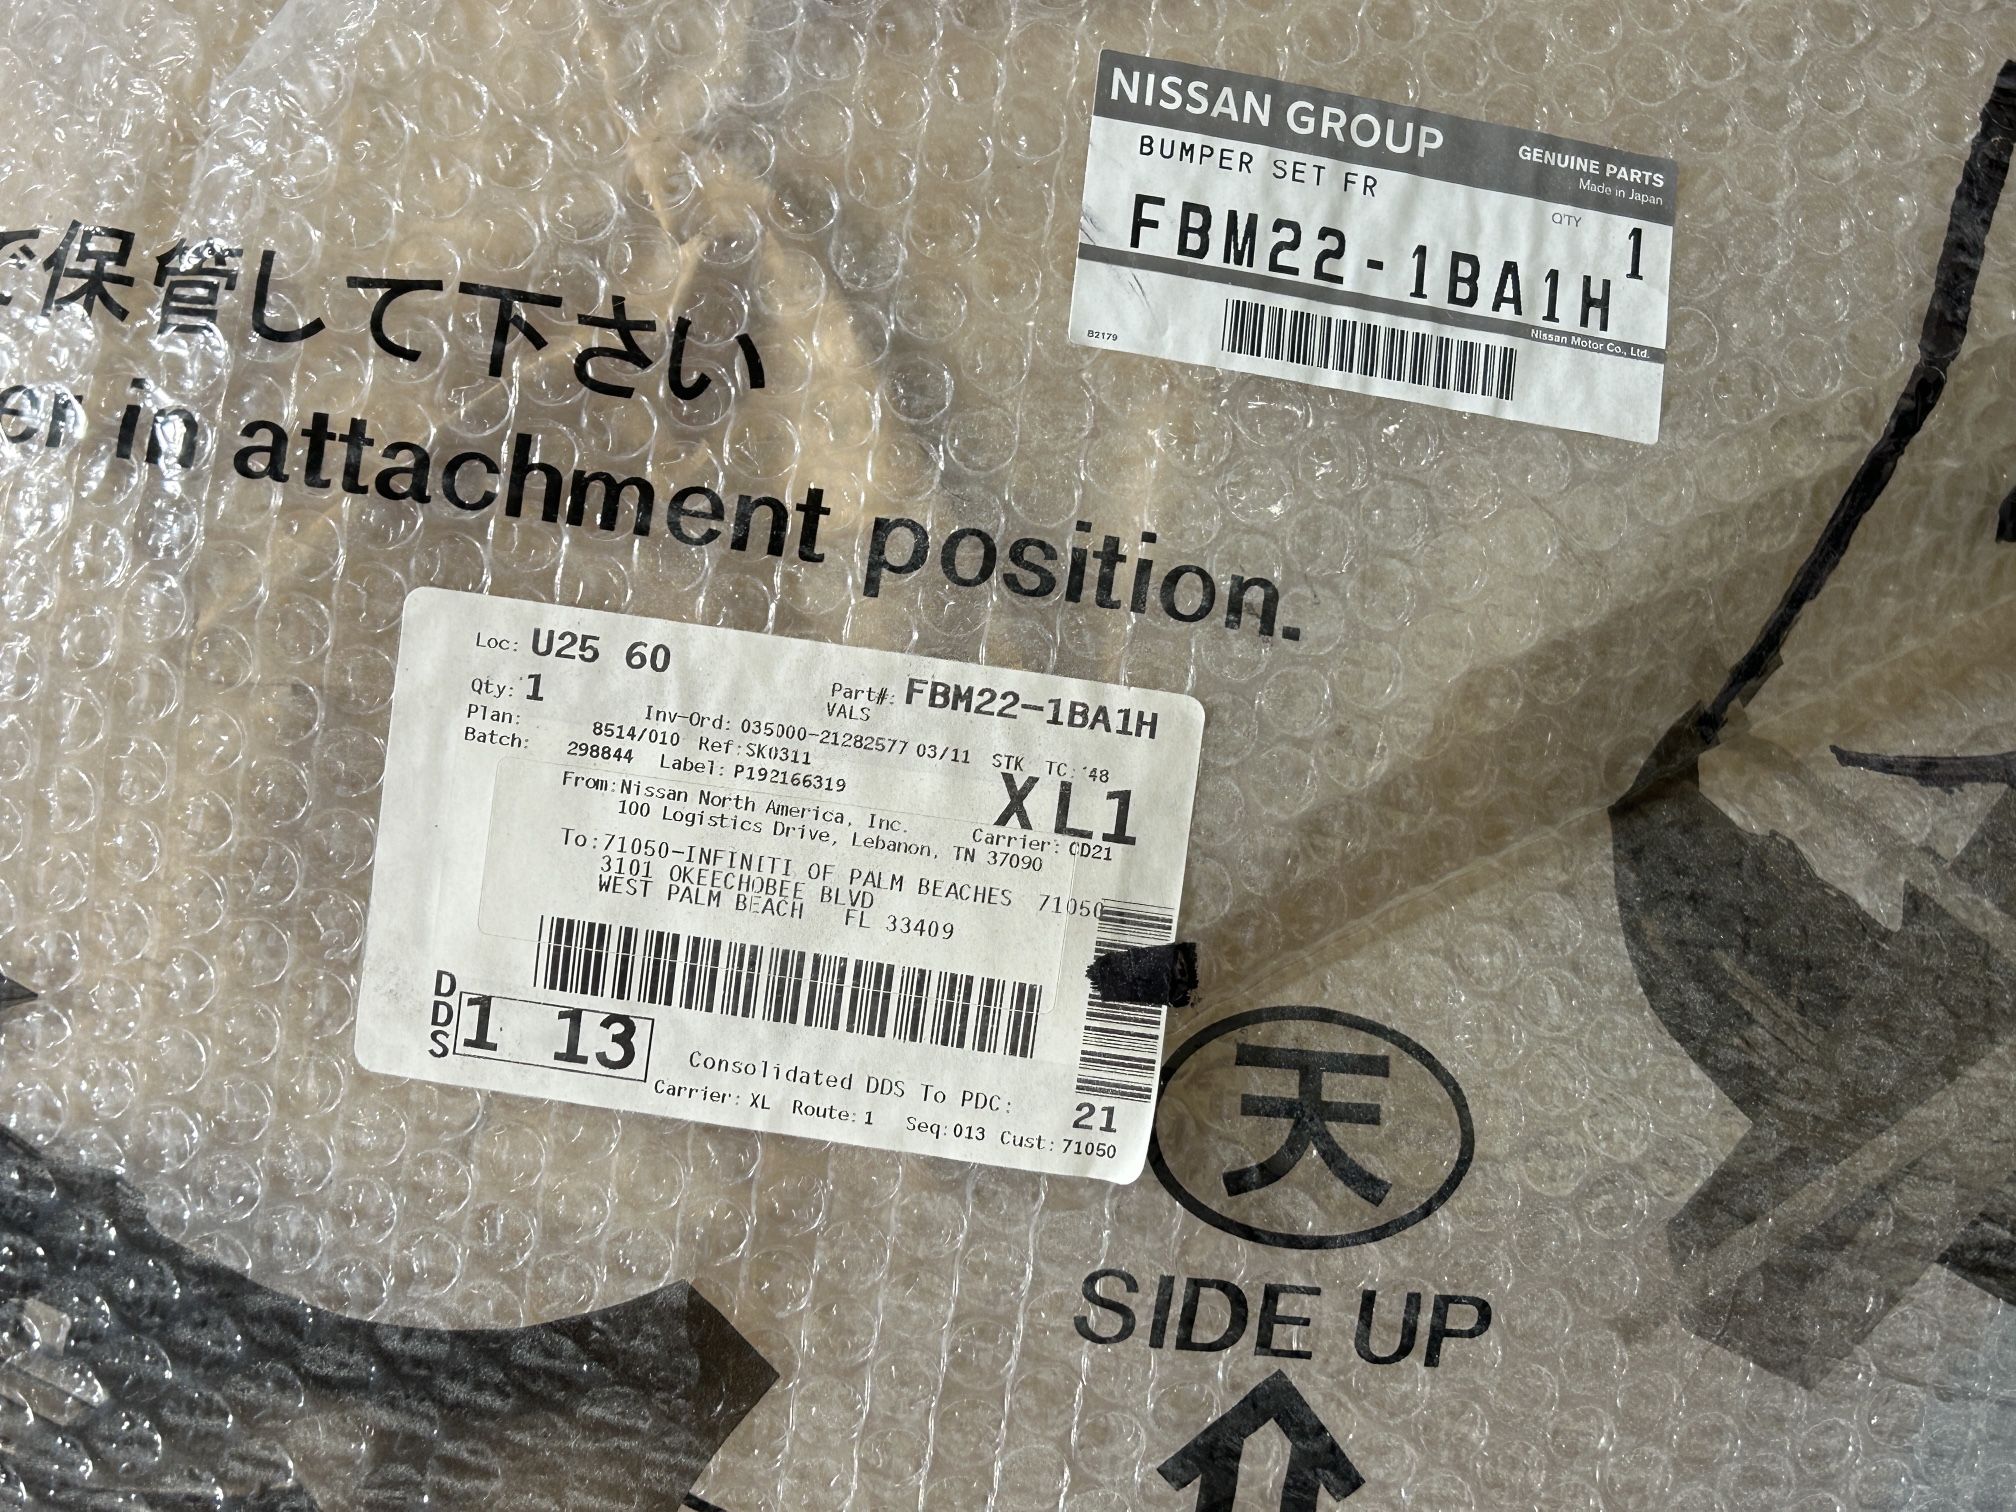 NISSAN GROUP
GENUINE PARTS
Made in Japan
BUMPER SET FR
Q'TY 1
FBM22-1BA1H
Nissan Motor Co., Ltd.
B2179
で保管して下さい
er in attachment position.
Loc: U25 60
Qty: 1
Part#: FBM22-1BA1H
VALS
Plan:
Inv-Ord: 035000-21282577 03/11 STK TC: 48
8514/010 Ref:SK0311
Batch: 298844 Label: P192166319
XL1
From: Nissan North America, Inc.
Carrier: CD21
100 Logistics Drive, Lebanon, TN 37090
To: 71050-INFINITI OF PALM BEACHES 71050
3101 OKEECHOBEE BLVD
WEST PALM BEACH FL 33409
DDS
1 13
Consolidated DDS To PDC: 21
Carrier: XL Route: 1 Seq: 013 Cust: 71050
天
SIDE UP